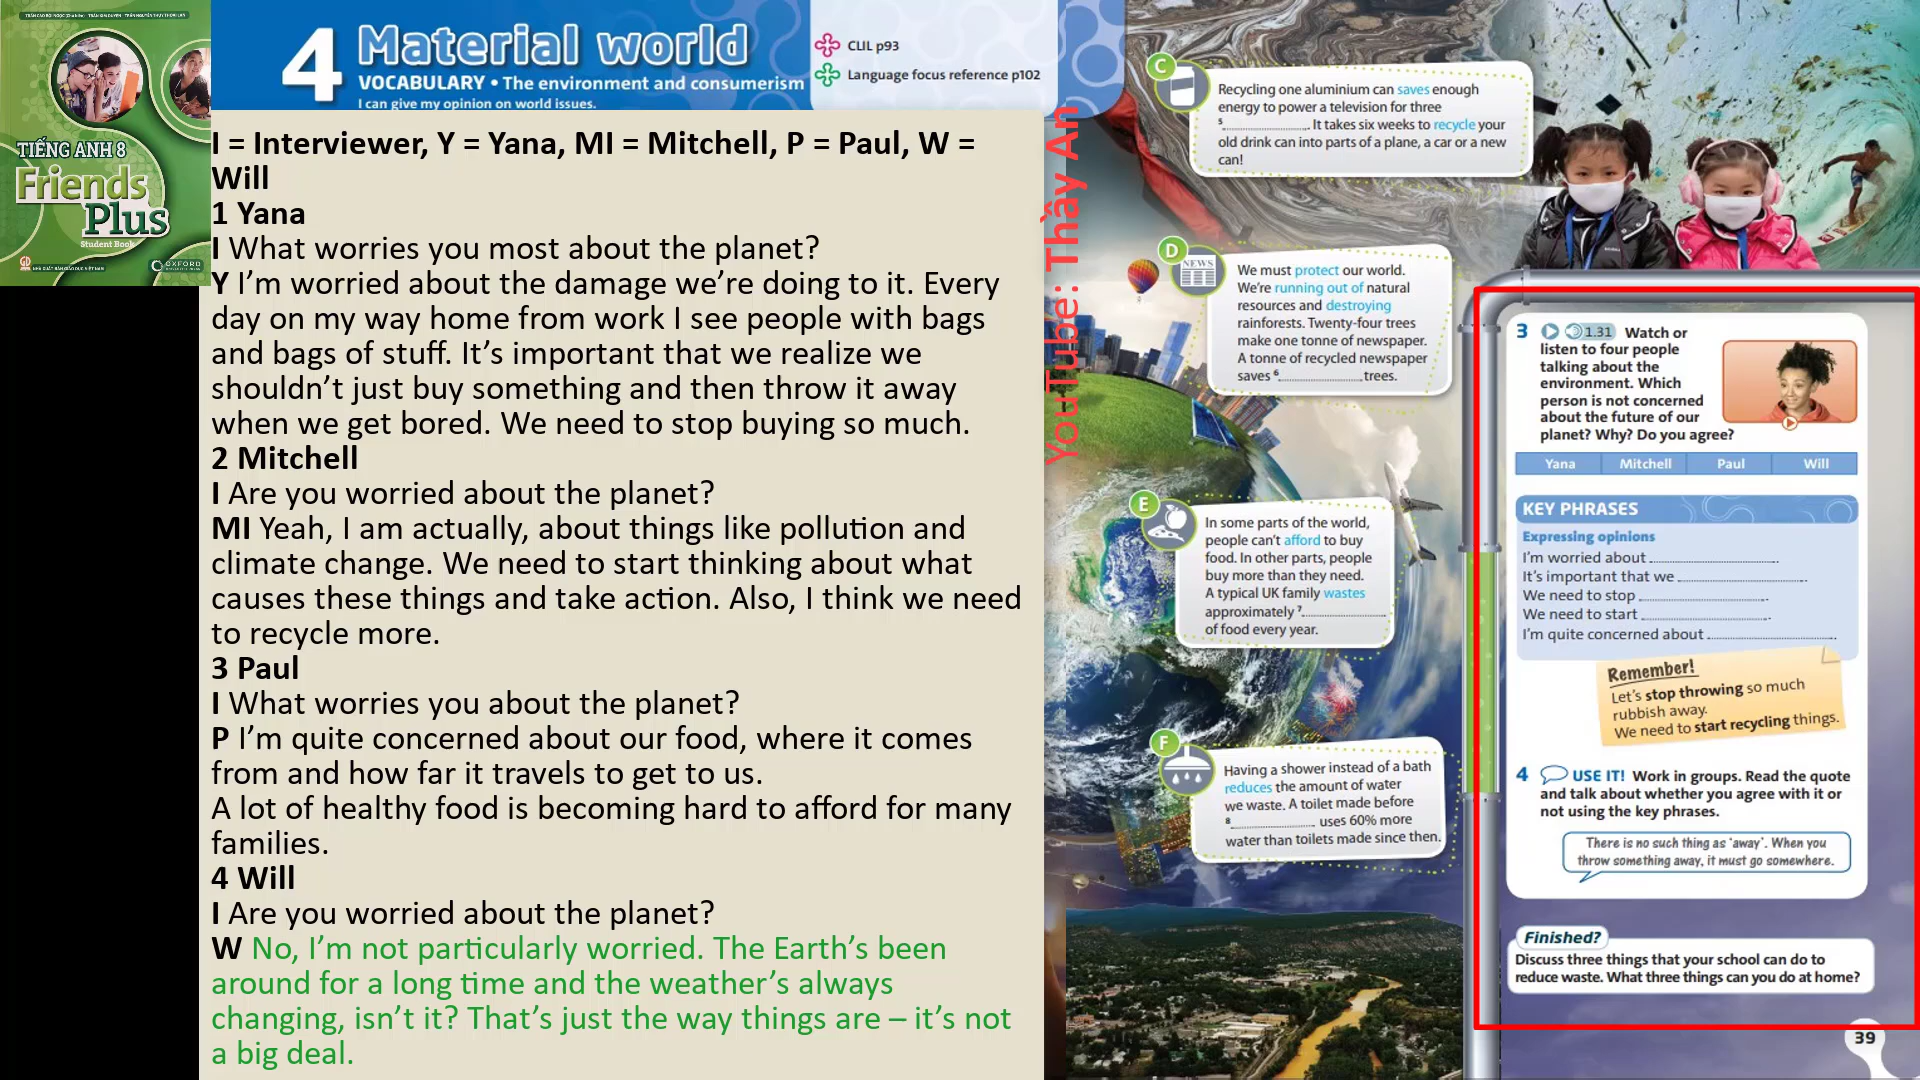 TIẾNG ANH 8
Friends
Plus
Student Book
NHÀ XUẤT BẢN GIÁO DỤC VIỆT NAM
OXFORD
4 Material world
VOCABULARY • The environment and consumerism
I can give my opinion on world issues.
CLIL p93
Language focus reference p102
I = Interviewer, Y = Yana, MI = Mitchell, P = Paul, W =
Will
1 Yana
I What worries you most about the planet?
Y I’m worried about the damage we’re doing to it. Every
day on my way home from work I see people with bags
and bags of stuff. It’s important that we realize we
shouldn’t just buy something and then throw it away
when we get bored. We need to stop buying so much.
2 Mitchell
I Are you worried about the planet?
MI Yeah, I am actually, about things like pollution and
climate change. We need to start thinking about what
causes these things and take action. Also, I think we need
to recycle more.
3 Paul
I What worries you about the planet?
P I’m quite concerned about our food, where it comes
from and how far it travels to get to us.
A lot of healthy food is becoming hard to afford for many
families.
4 Will
I Are you worried about the planet?
W No, I’m not particularly worried. The Earth’s been
around for a long time and the weather’s always
changing, isn’t it? That’s just the way things are – it’s not
a big deal.
YouTube: Thầy An
C
Recycling one aluminium can saves enough
energy to power a television for three
5 ............ . It takes six weeks to recycle your
old drink can into parts of a plane, a car or a new
can!
D
NEWS
We must protect our world.
We’re running out of natural
resources and destroying
rainforests. Twenty-four trees
make one tonne of newspaper.
A tonne of recycled newspaper
saves 6 ............ trees.
E
In some parts of the world,
people can’t afford to buy
food. In other parts, people
buy more than they need.
A typical UK family wastes
approximately 7 ............
of food every year.
F
Having a shower instead of a bath
reduces the amount of water
we waste. A toilet made before
8 ............ uses 60% more
water than toilets made since then.
3 1.31 Watch or
listen to four people
talking about the
environment. Which
person is not concerned
about the future of our
planet? Why? Do you agree?
Yana Mitchell Paul Will
KEY PHRASES
Expressing opinions
I’m worried about ............
It’s important that we ............
We need to stop ............
We need to start ............
I’m quite concerned about ............
Remember!
Let’s stop throwing so much
rubbish away.
We need to start recycling things.
4 USE IT! Work in groups. Read the quote
and talk about whether you agree with it or
not using the key phrases.
There is no such thing as ‘away’. When you
throw something away, it must go somewhere.
Finished?
Discuss three things that your school can do to
reduce waste. What three things can you do at home?
39